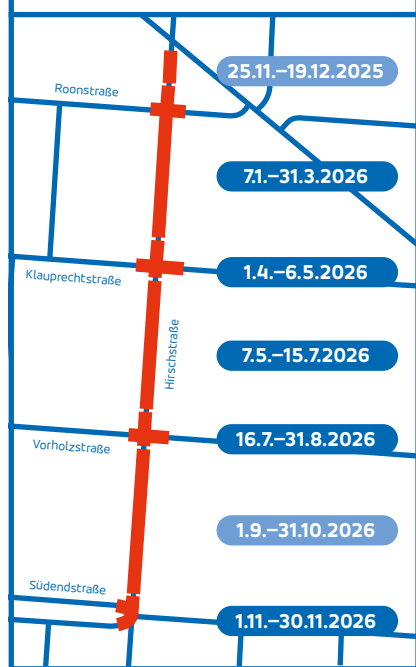 25.11.–19.12.2025
Roonstraße
7.1.–31.3.2026
1.4.–6.5.2026
Klauprechtstraße
Hirschstraße
7.5.–15.7.2026
16.7.–31.8.2026
Vorholzstraße
1.9.–31.10.2026
Südendstraße
1.11.–30.11.2026